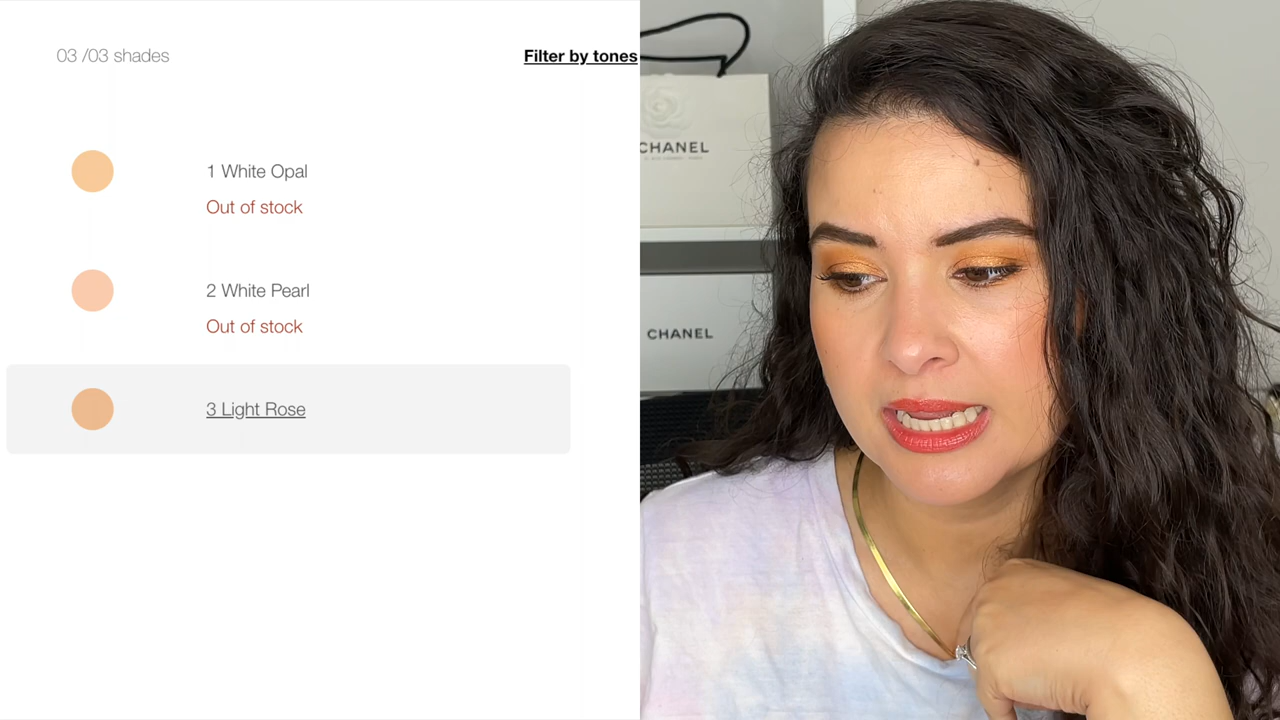 03 /03 shades
Filter by tones
1 White Opal
Out of stock
2 White Pearl
Out of stock
3 Light Rose
CHANEL
CHANEL